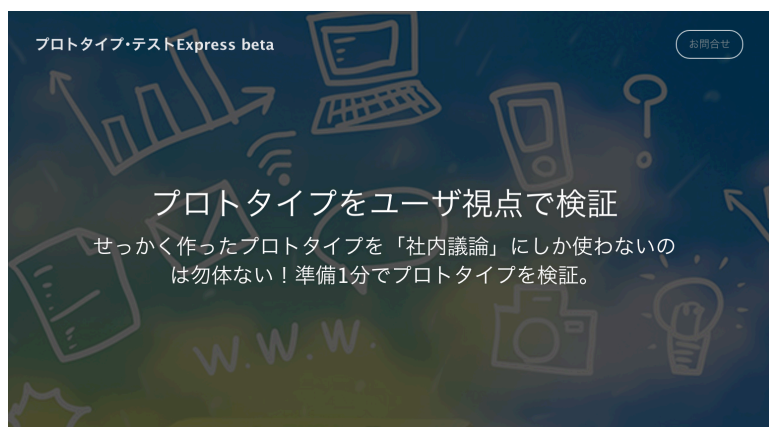 プロトタイプ・テストExpress beta
お問合せ
プロトタイプをユーザ視点で検証
せっかく作ったプロトタイプを「社内議論」にしか使わないの
は勿体ない！準備1分でプロトタイプを検証。
W.W.W.